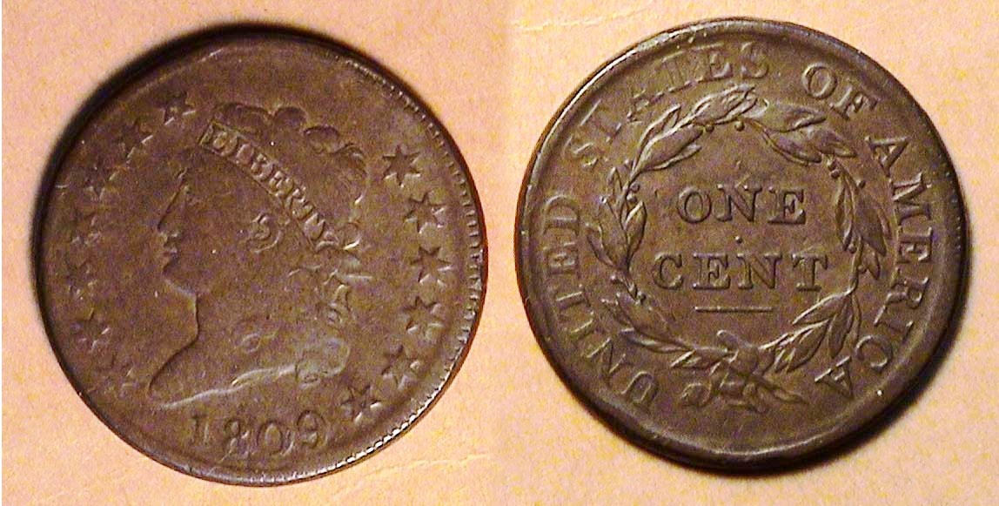 LIBERTY
1809
UNITED STATES OF AMERICA
ONE
CENT